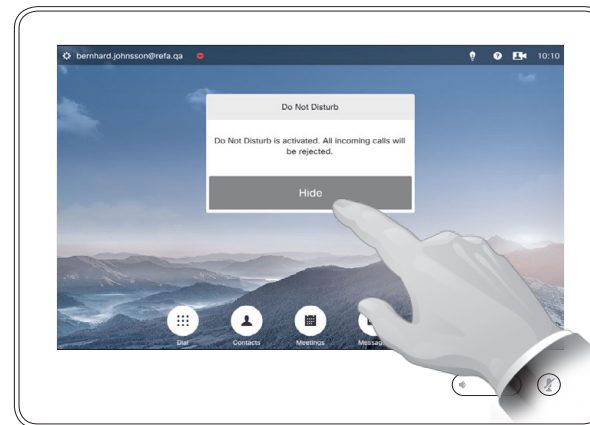 bernhard.johnsson@refa.qa
10:10
Do Not Disturb
Do Not Disturb is activated. All incoming calls will
be rejected.
Hide
Dial
Contacts
Meetings
Messag